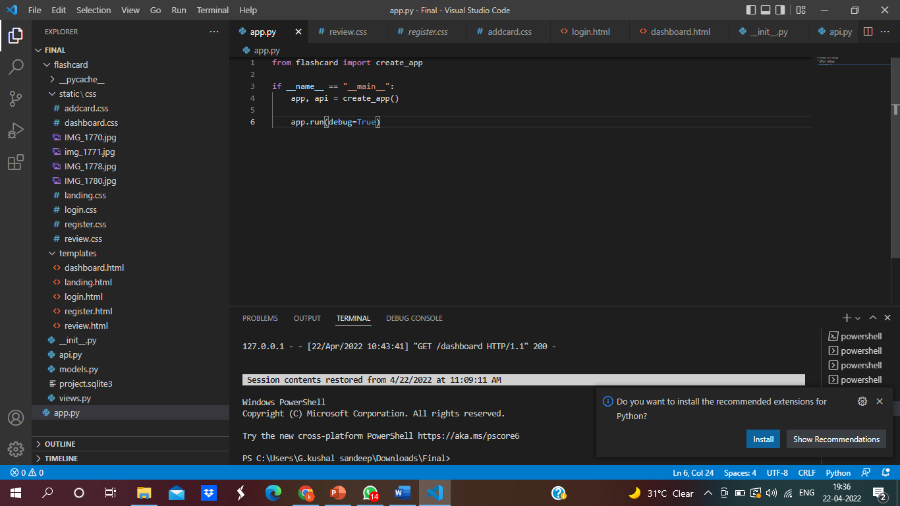 File Edit Selection View Go Run Terminal Help
app.py - Final - Visual Studio Code
EXPLORER
FINAL
flashcard
__pycache__
static\css
addcard.css
dashboard.css
IMG_1770.jpg
img_1771.jpg
IMG_1778.jpg
IMG_1780.jpg
landing.css
login.css
register.css
review.css
templates
dashboard.html
landing.html
login.html
register.html
review.html
__init__.py
api.py
models.py
project.sqlite3
views.py
app.py
OUTLINE
TIMELINE
app.py review.css register.css addcard.css login.html dashboard.html __init__.py api.py
app.py
1 from flashcard import create_app
2
3 if __name__ == "__main__":
4 app, api = create_app()
5
6 app.run(debug=True)
PROBLEMS OUTPUT TERMINAL DEBUG CONSOLE
127.0.0.1 - - [22/Apr/2022 10:43:41] "GET /dashboard HTTP/1.1" 200 -
Session contents restored from 4/22/2022 at 11:09:11 AM
Windows PowerShell
Copyright (C) Microsoft Corporation. All rights reserved.
Try the new cross-platform PowerShell https://aka.ms/pscore6
PS C:\Users\G.kushal sandeep\Downloads\Final>
powershell
powershell
powershell
powershell
Do you want to install the recommended extensions for
Python?
Install Show Recommendations
0 0 Ln 6, Col 24 Spaces: 4 UTF-8 CRLF Python
14 31°C Clear ENG 19:36
22-04-2022 2